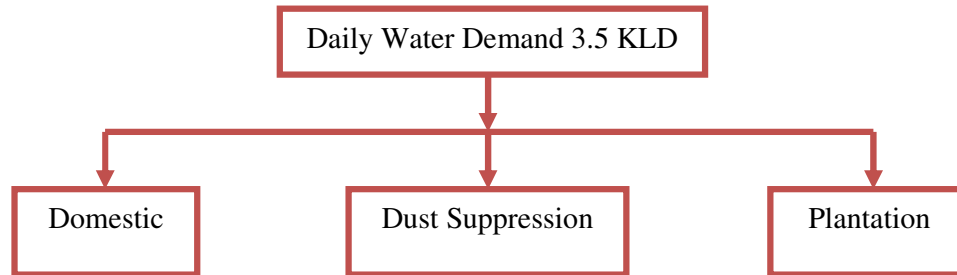 Daily Water Demand 3.5 KLD
Domestic
Dust Suppression
Plantation